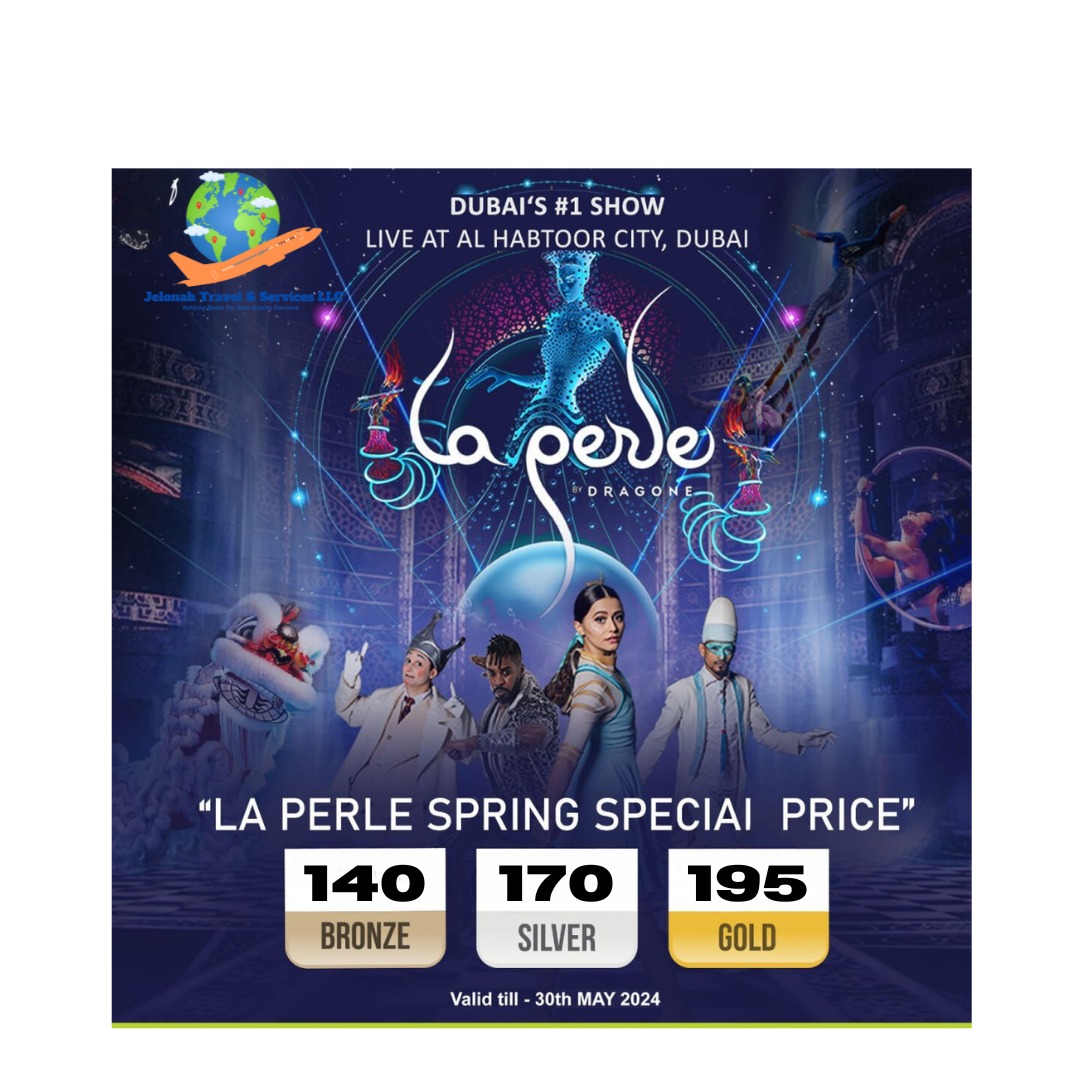 DUBAI‘S #1 SHOW
LIVE AT AL HABTOOR CITY, DUBAI
Jelonah Travel & Services LLC
la perle
BY DRAGONE
“LA PERLE SPRING SPECIAI PRICE”
140 170 195
BRONZE SILVER GOLD
Valid till - 30th MAY 2024